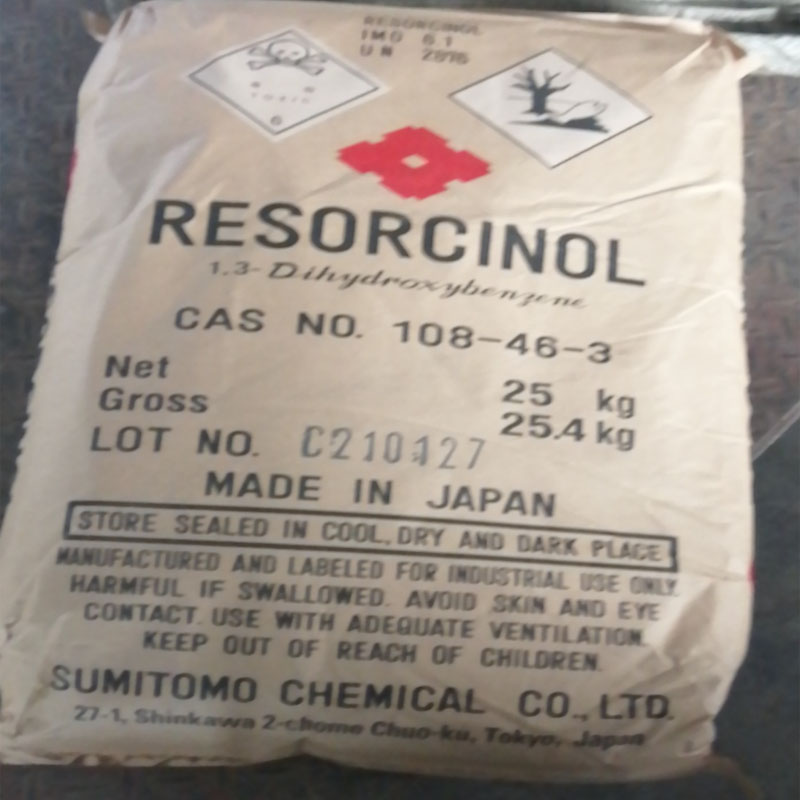 RESORCINOL
IMO 6.1
UN 2876
TOXIC
6
RESORCINOL
1,3-Dihydroxybenzene
CAS NO. 108-46-3
Net 25 kg
Gross 25.4 kg
LOT NO. C210427
MADE IN JAPAN
STORE SEALED IN COOL, DRY AND DARK PLACE
MANUFACTURED AND LABELED FOR INDUSTRIAL USE ONLY.
HARMFUL IF SWALLOWED. AVOID SKIN AND EYE
CONTACT. USE WITH ADEQUATE VENTILATION.
KEEP OUT OF REACH OF CHILDREN.
SUMITOMO CHEMICAL CO., LTD.
27-1, Shinkawa 2-chome Chuo-ku, Tokyo, Japan